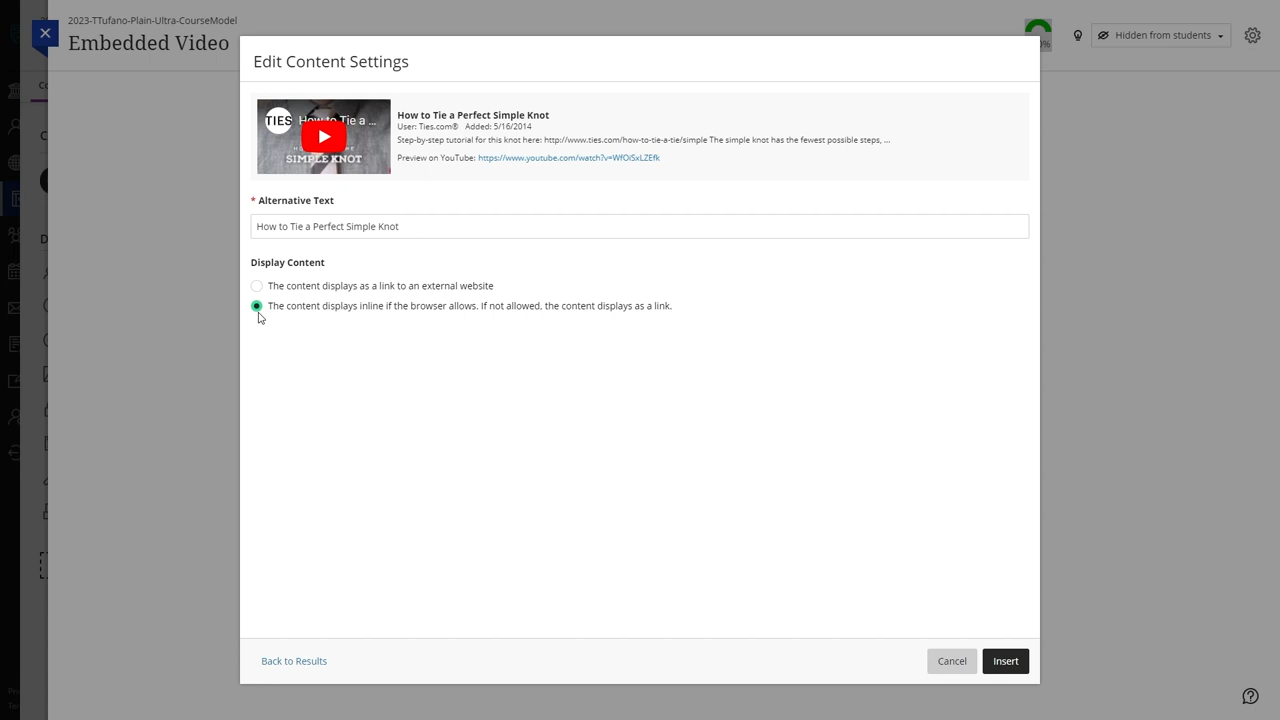 2023-TTufano-Plain-Ultra-CourseModel
Embedded Video
Hidden from students
Edit Content Settings
TIES How to Tie a ...
SIMPLE KNOT
How to Tie a Perfect Simple Knot
User: Ties.com® Added: 5/16/2014
Step-by-step tutorial for this knot here: http://www.ties.com/how-to-tie-a-tie/simple The simple knot has the fewest possible steps, ...
Preview on YouTube: https://www.youtube.com/watch?v=WfOiSxLZEfk
* Alternative Text
How to Tie a Perfect Simple Knot
Display Content
The content displays as a link to an external website
The content displays inline if the browser allows. If not allowed, the content displays as a link.
Back to Results
Cancel
Insert